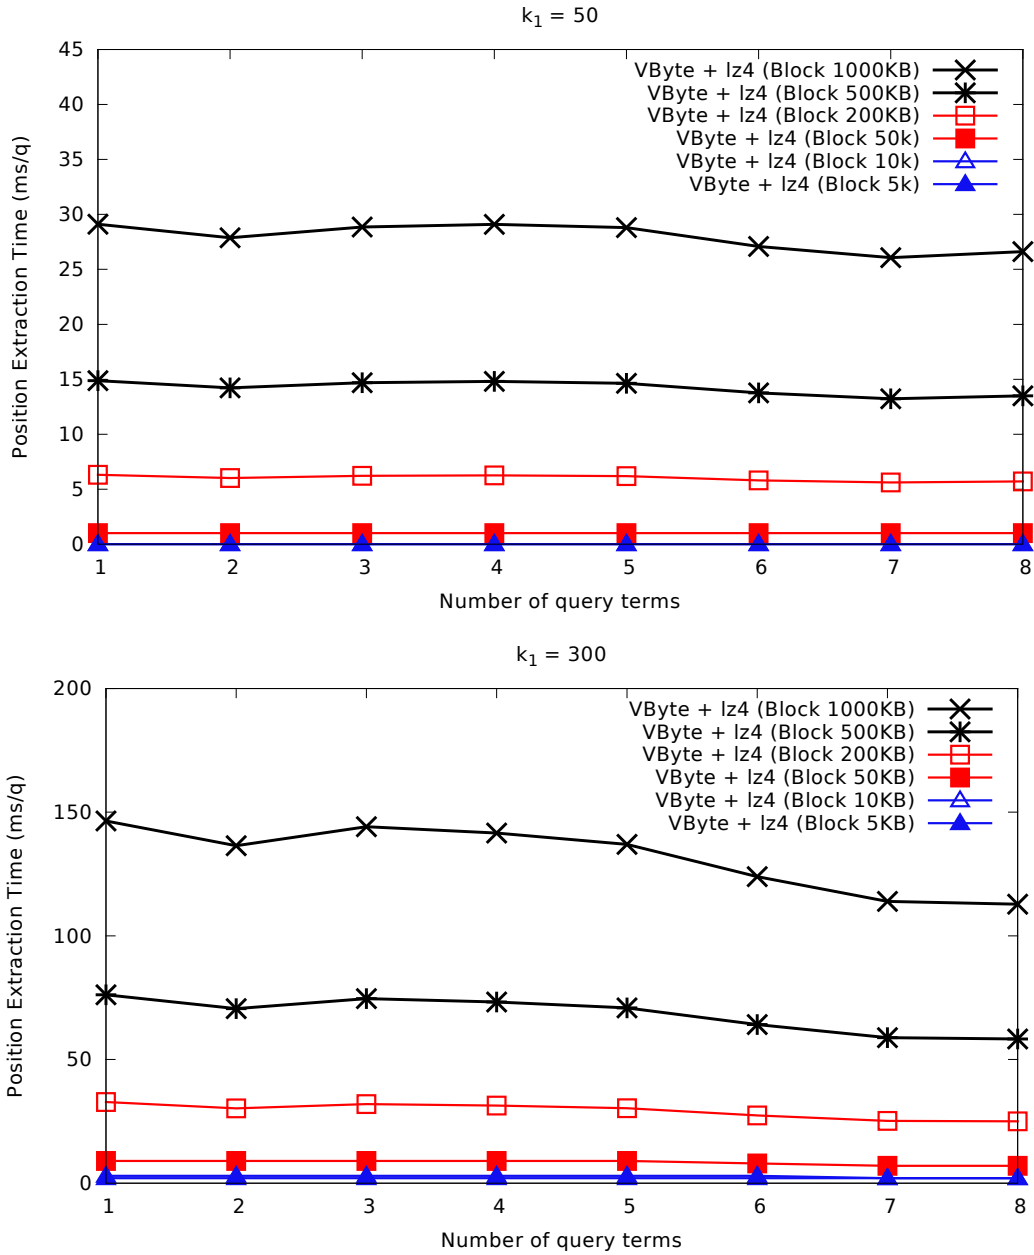 k1 = 50
45
40
35
30
25
20
15
10
5
0
Position Extraction Time (ms/q)
VByte + lz4 (Block 1000KB)
VByte + lz4 (Block 500KB)
VByte + lz4 (Block 200KB)
VByte + lz4 (Block 50k)
VByte + lz4 (Block 10k)
VByte + lz4 (Block 5k)
1 2 3 4 5 6 7 8
Number of query terms
k1 = 300
200
150
100
50
0
Position Extraction Time (ms/q)
VByte + lz4 (Block 1000KB)
VByte + lz4 (Block 500KB)
VByte + lz4 (Block 200KB)
VByte + lz4 (Block 50KB)
VByte + lz4 (Block 10KB)
VByte + lz4 (Block 5KB)
1 2 3 4 5 6 7 8
Number of query terms